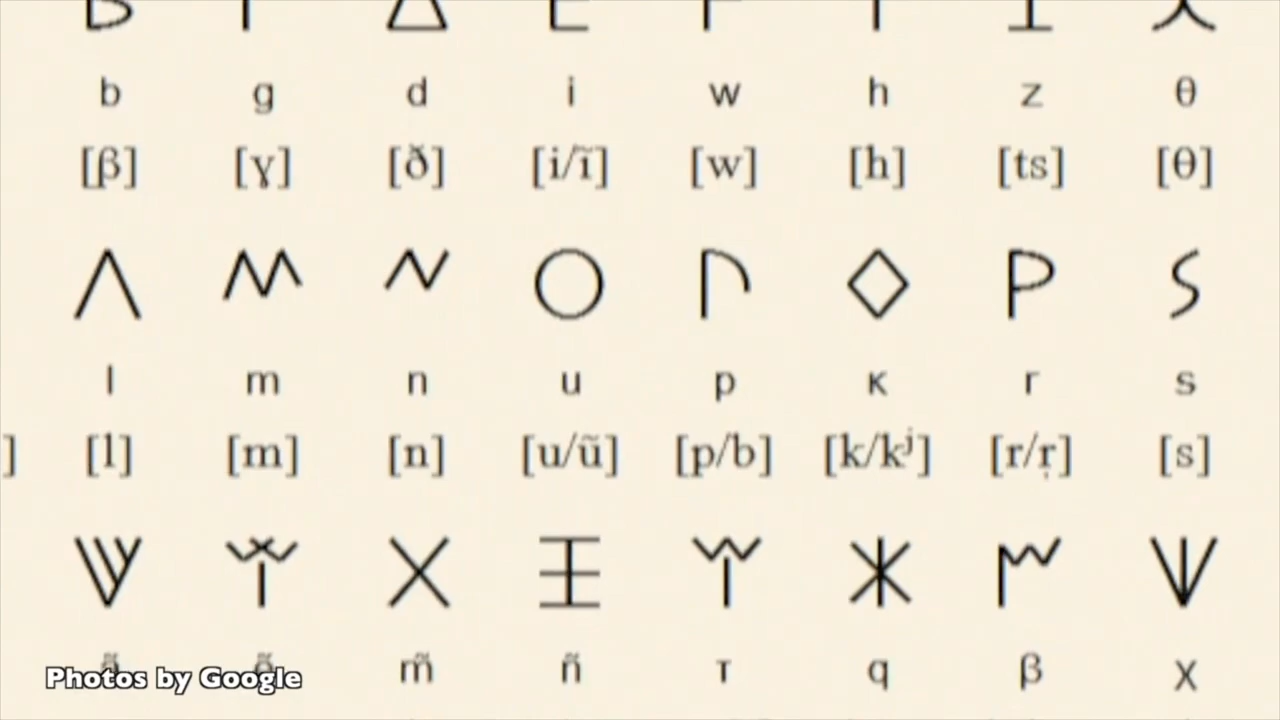 b g d i w h z θ
[β] [ɣ] [ð] [i/ĩ] [w] [h] [ts] [θ]
𐊍 𐊎 𐊏 𐊒 𐊓 𐊔 𐊕 𐊖
l m n u p κ r s
] [l] [m] [n] [u/ũ] [p/b] [k/kʲ] [r/r̩] [s]
𐊙 𐊚 𐊐 𐊑 𐊗 𐊌 𐊂 𐊛
ã ẽ m̃ ñ τ q β χ
Photos by Google